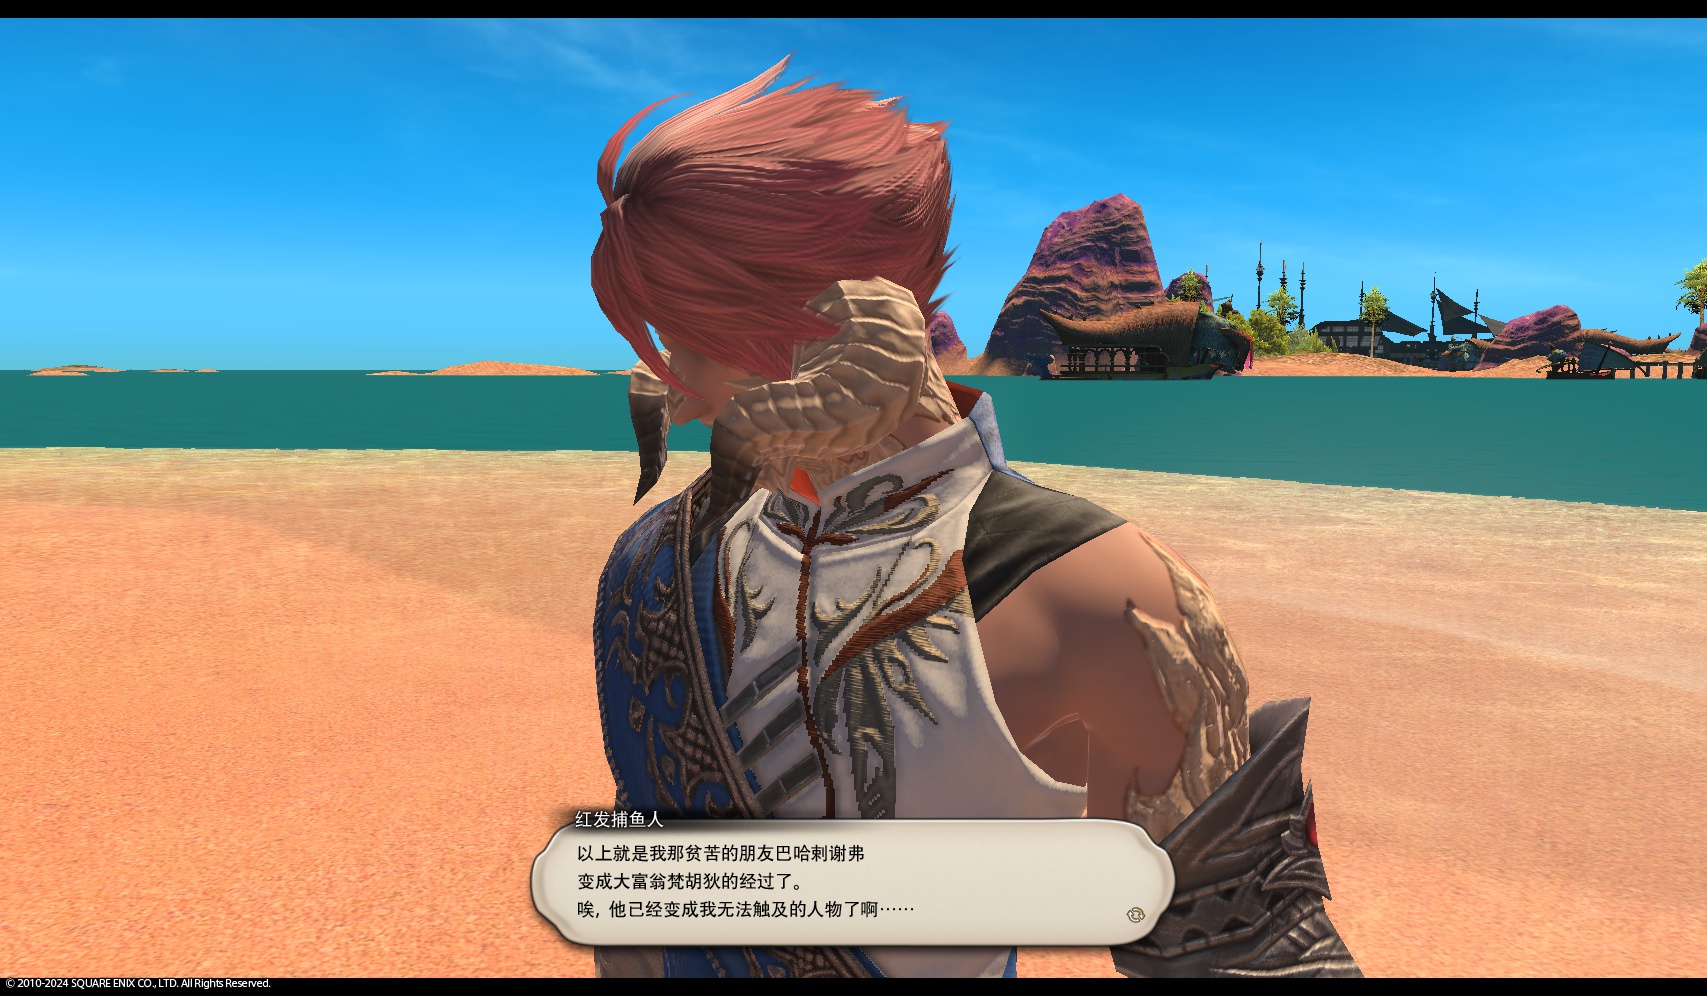 红发捕鱼人
以上就是我那贫苦的朋友巴哈剌谢弗
变成大富翁梵胡狄的经过了。
唉，他已经变成我无法触及的人物了啊……
© 2010-2024 SQUARE ENIX CO., LTD. All Rights Reserved.